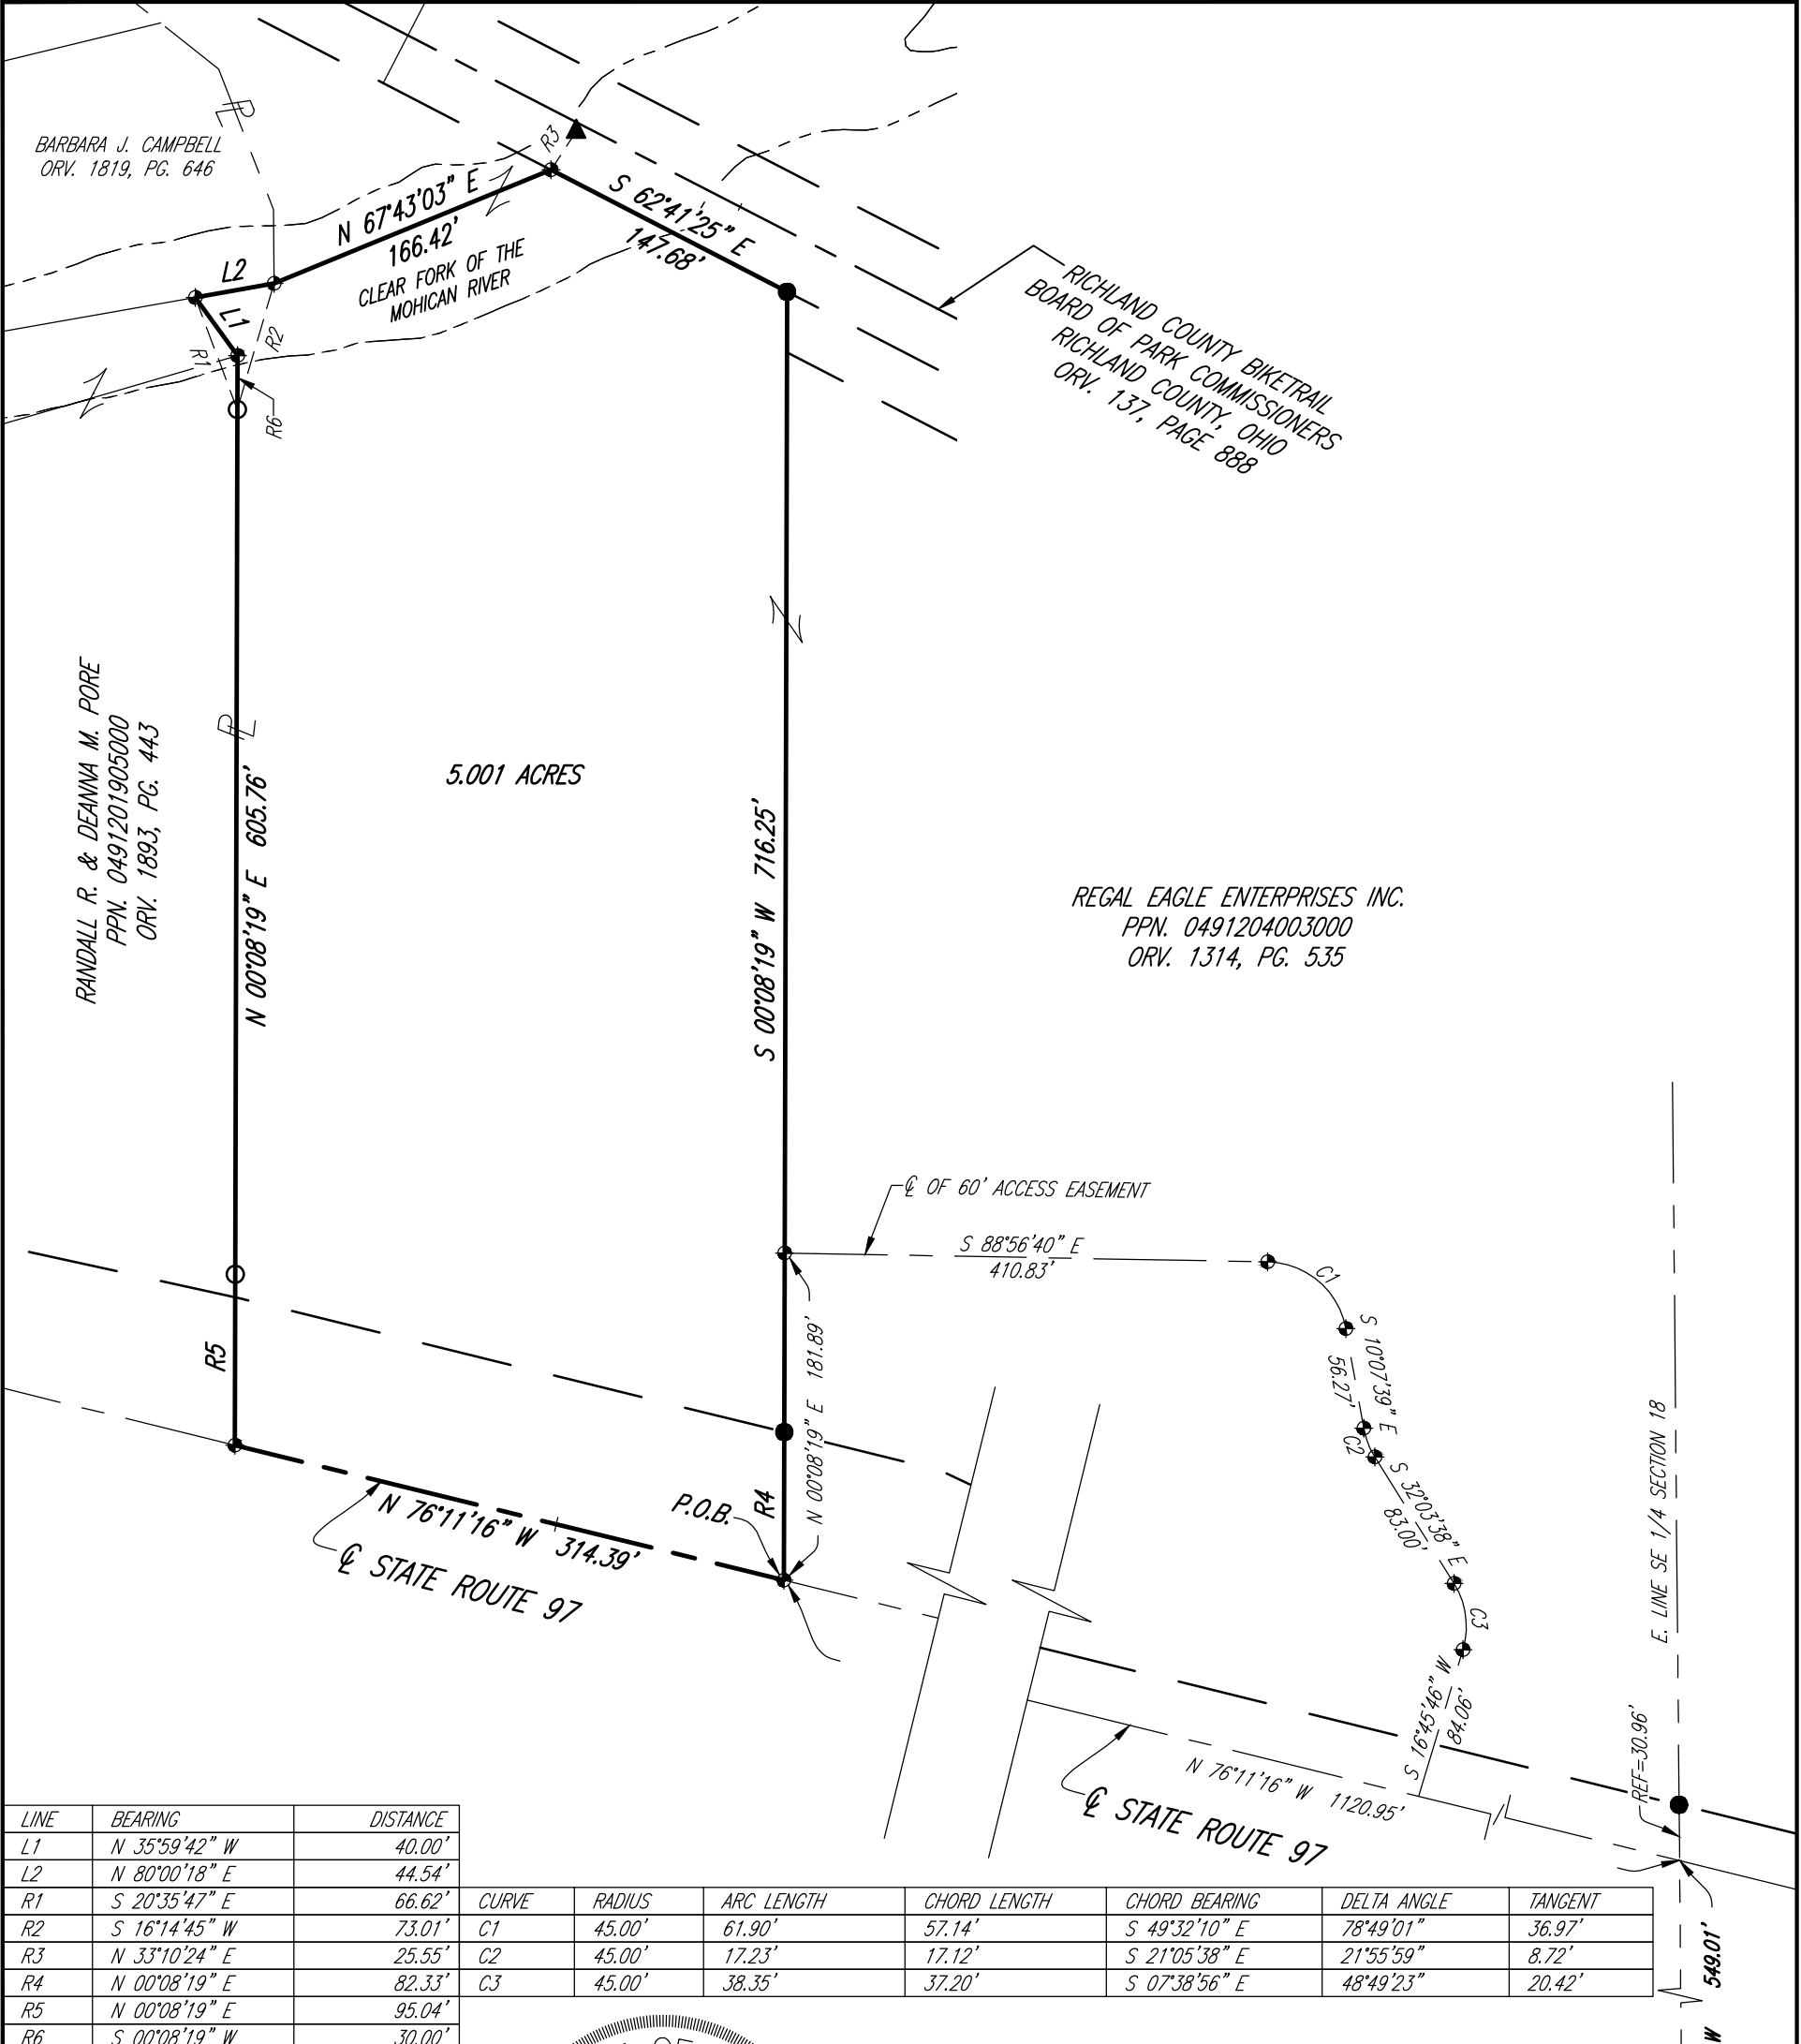 BARBARA J. CAMPBELL
ORV. 1819, PG. 646
PL
R3
N 67°43'03" E
166.42'
CLEAR FORK OF THE
MOHICAN RIVER
S 62°41'25" E
147.68'
L2
L1
R1
R2
R6
RICHLAND COUNTY BIKETRAIL
BOARD OF PARK COMMISSIONERS
RICHLAND COUNTY, OHIO
ORV. 137, PAGE 888
RANDALL R. & DEANNA M. PORE
PPN. 0491201905000
ORV. 1893, PG. 443
PL
N 00°08'19" E 605.76'
5.001 ACRES
S 00°08'19" W 716.25'
REGAL EAGLE ENTERPRISES INC.
PPN. 0491204003000
ORV. 1314, PG. 535
℄ OF 60' ACCESS EASEMENT
S 88°56'40" E
410.83'
C1
S 10°07'39" E
56.27'
C2
S 32°03'38" E
83.00'
C3
S 16°45'46" W
84.06'
N 00°08'19" E 181.89'
R5
R4
P.O.B.
N 76°11'16" W 314.39'
℄ STATE ROUTE 97
E. LINE SE 1/4 SECTION 18
REF=30.96'
N 76°11'16" W 1120.95'
℄ STATE ROUTE 97
W 549.01'
LINE BEARING DISTANCE
L1 N 35°59'42" W 40.00'
L2 N 80°00'18" E 44.54'
R1 S 20°35'47" E 66.62'
R2 S 16°14'45" W 73.01'
R3 N 33°10'24" E 25.55'
R4 N 00°08'19" E 82.33'
R5 N 00°08'19" E 95.04'
R6 S 00°08'19" W 30.00'
CURVE RADIUS ARC LENGTH CHORD LENGTH CHORD BEARING DELTA ANGLE TANGENT
C1 45.00' 61.90' 57.14' S 49°32'10" E 78°49'01" 36.97'
C2 45.00' 17.23' 17.12' S 21°05'38" E 21°55'59" 8.72'
C3 45.00' 38.35' 37.20' S 07°38'56" E 48°49'23" 20.42'